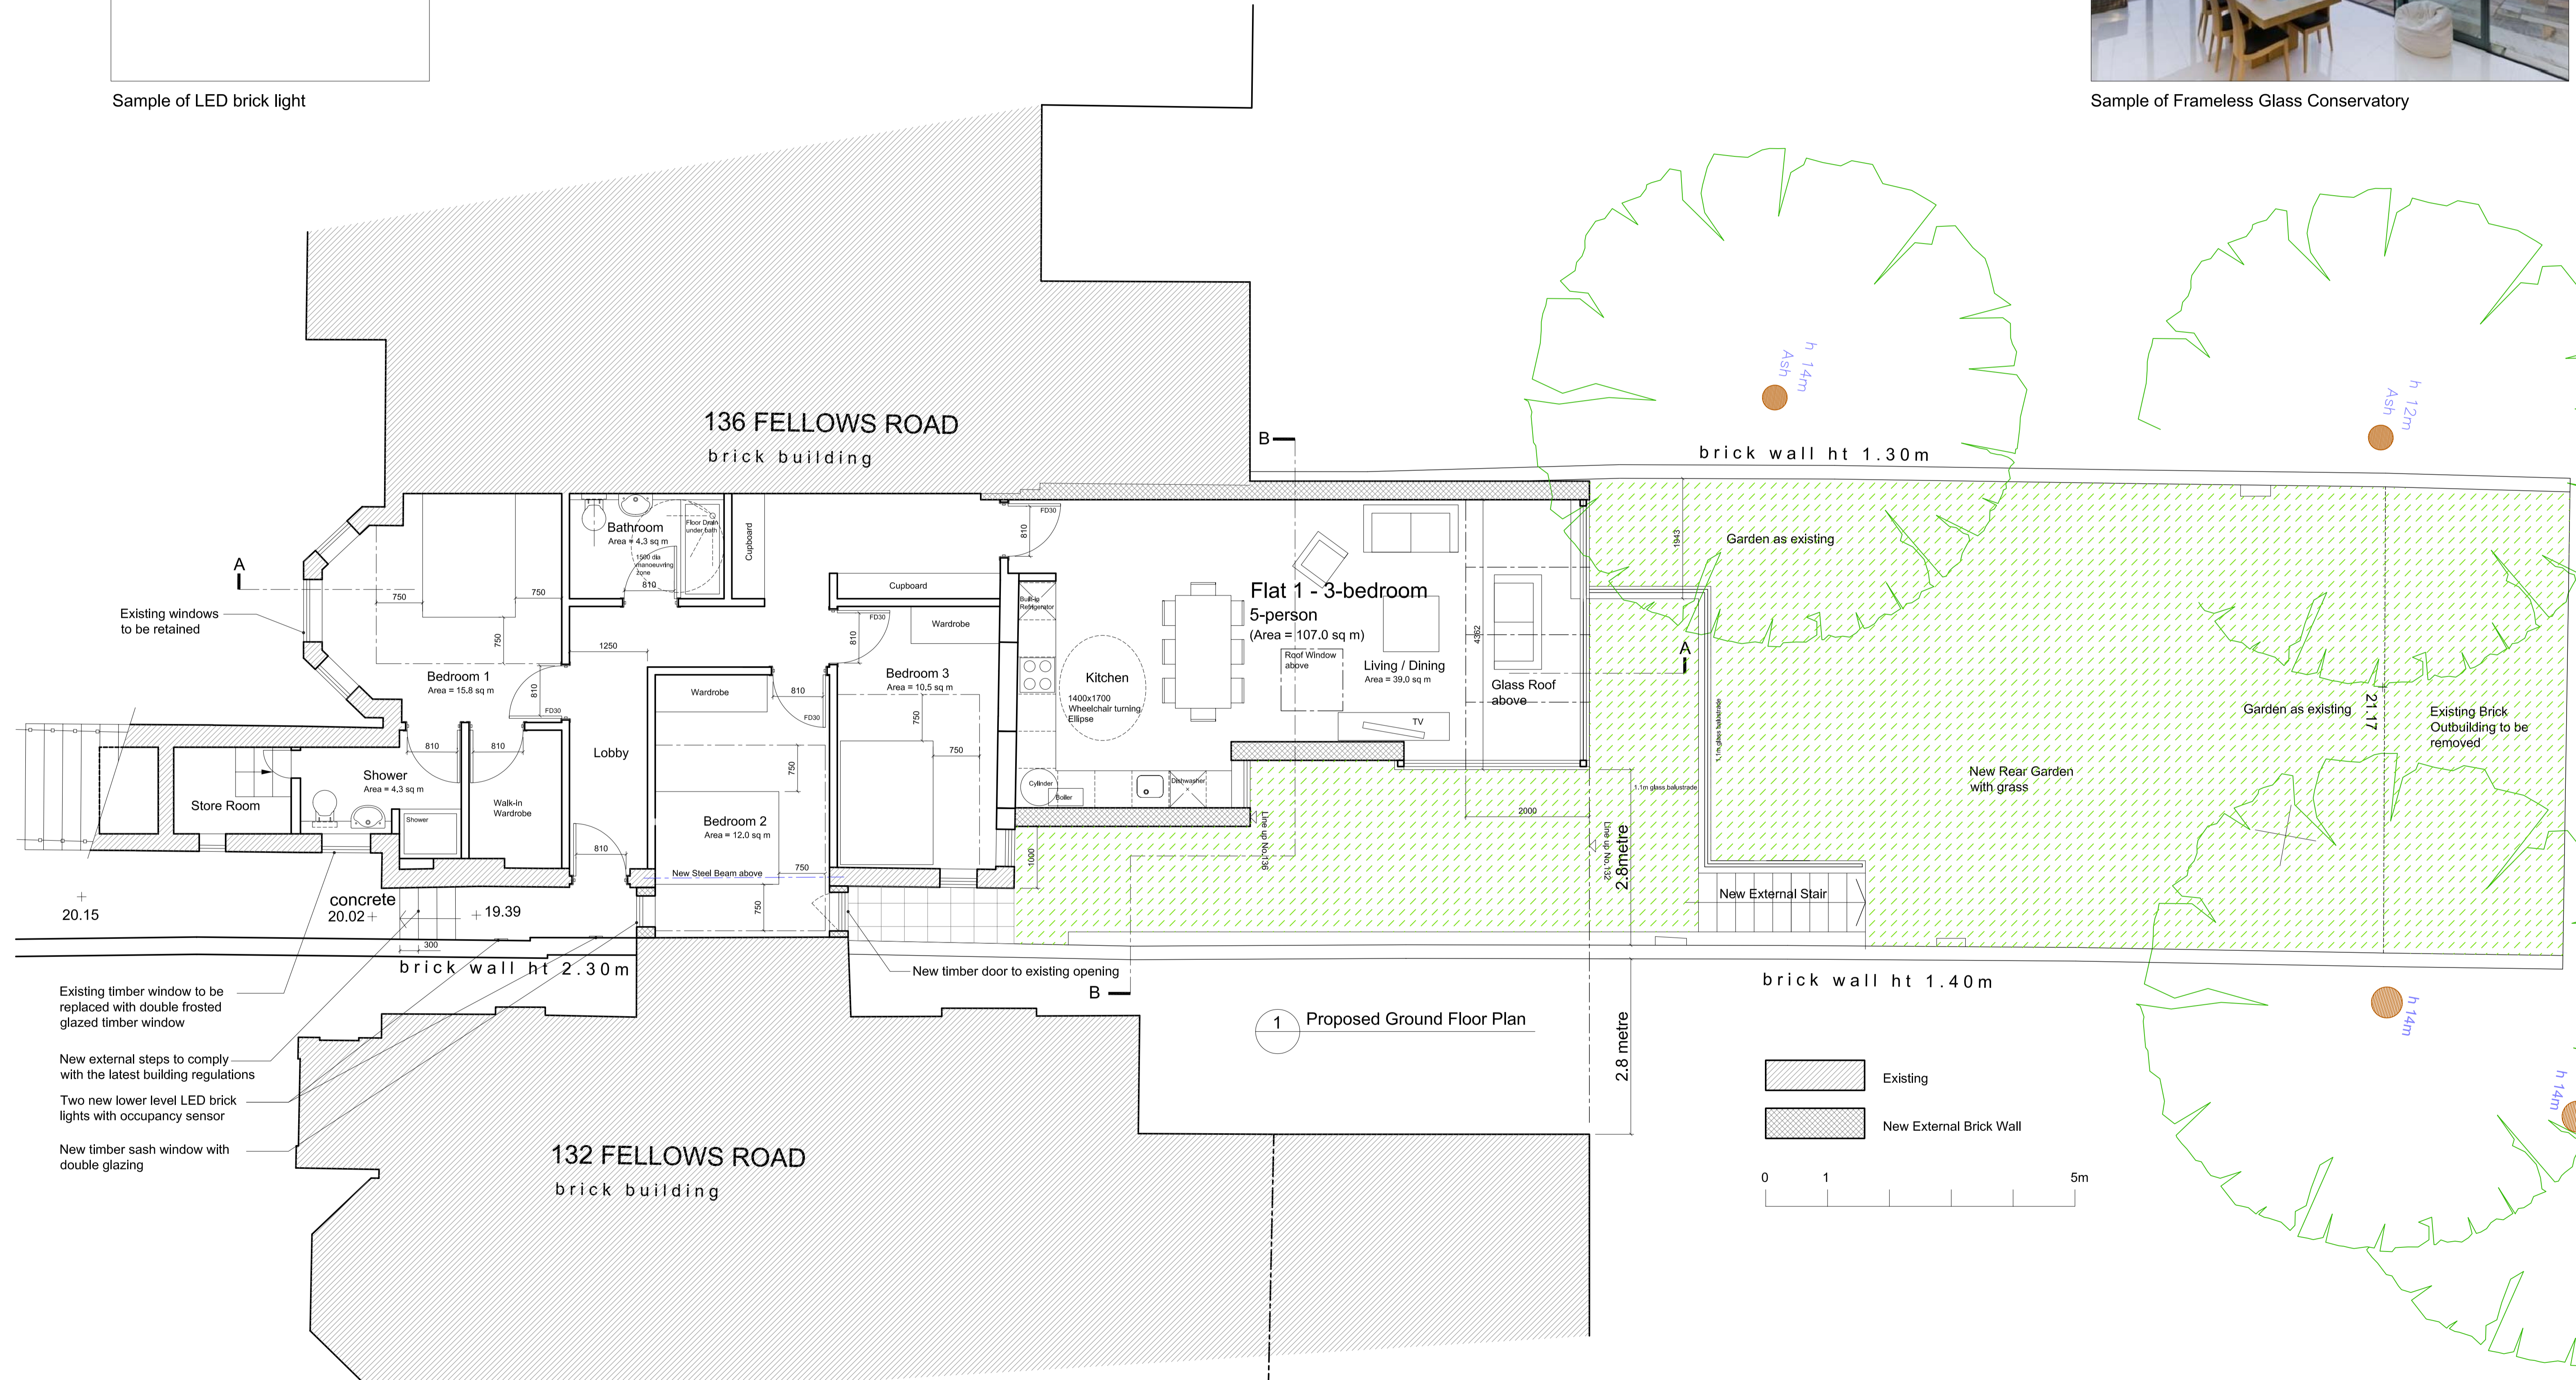 Sample of LED brick light
Sample of Frameless Glass Conservatory
h 14m
Ash
h 12m
Ash
136 FELLOWS ROAD
brick building
B
brick wall ht 1.30m
A
Existing windows
to be retained
750
750
750
Bedroom 1
Area = 15.8 sq m
810
FD30
Bathroom
Area = 4,3 sq m
1500 dia
manoeuvring
zone
810
Floor Drain
under bath
Cupboard
Cupboard
1250
FD30
810
Wardrobe
Bedroom 3
Area = 10,5 sq m
750
750
810
FD30
Built-in
Refrigerator
Kitchen
1400x1700
Wheelchair turning
Ellipse
Cylinder
Boiler
Dishwasher
Flat 1 - 3-bedroom
5-person
(Area = 107.0 sq m)
Roof Window
above
Living / Dining
Area = 39,0 sq m
TV
4362
Glass Roof
above
2000
1943
Garden as existing
A
1.1m glass balustrade
1.1m glass balustrade
New Rear Garden
with grass
Garden as existing
21.17
Existing Brick
Outbuilding to be
removed
Store Room
Shower
Area = 4,3 sq m
Shower
810
810
Walk-in
Wardrobe
Lobby
810
Wardrobe
810
FD30
750
Bedroom 2
Area = 12.0 sq m
New Steel Beam above
750
750
1000
Line up No.136
Line up No.132
2.8metre
New External Stair
20.15
concrete
20.02
19.39
300
brick wall ht 2.30m
New timber door to existing opening
B
brick wall ht 1.40m
Existing timber window to be
replaced with double frosted
glazed timber window
New external steps to comply
with the latest building regulations
Two new lower level LED brick
lights with occupancy sensor
New timber sash window with
double glazing
1
Proposed Ground Floor Plan
2.8 metre
h 14m
h 14m
Existing
New External Brick Wall
132 FELLOWS ROAD
brick building
0 1 5m